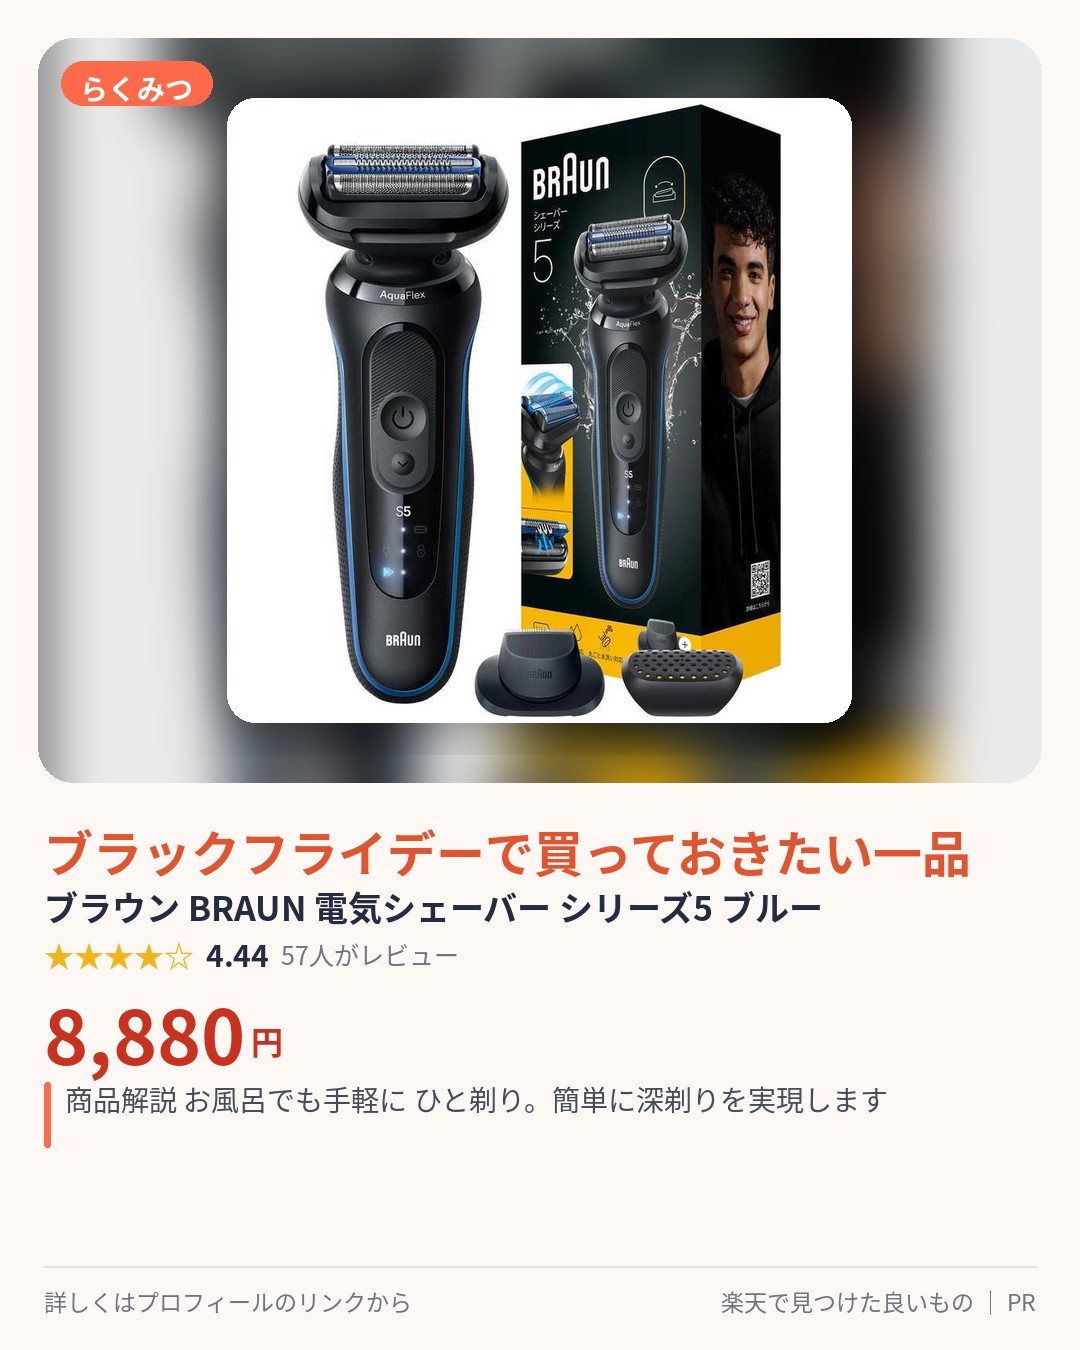 らくみつ
BRAUN
シェーバー
シリーズ
5
AquaFlex
AquaFlex
S5
S5
BRAUN
BRAUN
ブラックフライデーで買っておきたい一品
ブラウン BRAUN 電気シェーバー シリーズ5 ブルー
★★★★☆ 4.44 57人がレビュー
8,880円
商品解説 お風呂でも手軽に ひと剃り。簡単に深剃りを実現します
詳しくはプロフィールのリンクから
楽天で見つけた良いもの | PR